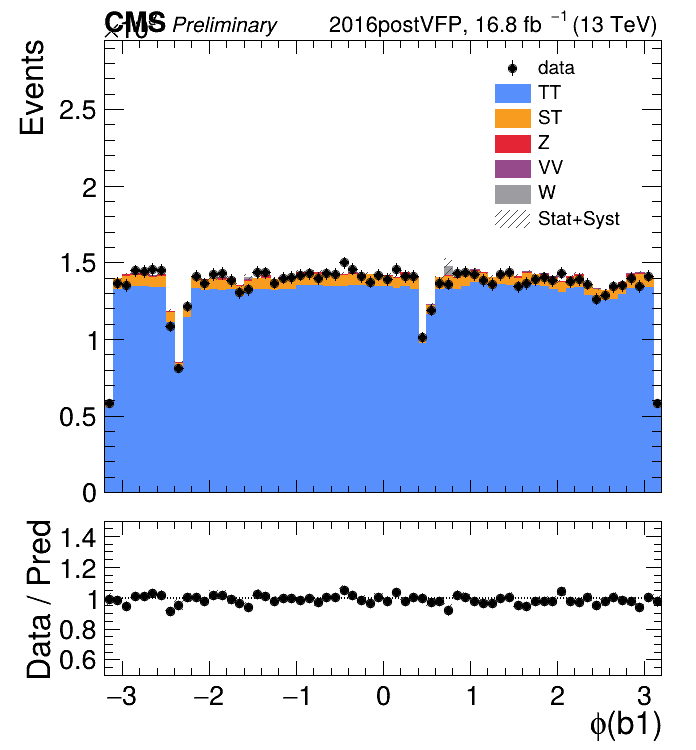 CMS Preliminary 2016postVFP, 16.8 fb⁻¹ (13 TeV)
Events
2.5
2
1.5
1
0.5
0
data
TT
ST
Z
VV
W
Stat+Syst
Data / Pred
1.4
1.2
1
0.8
0.6
−3 −2 −1 0 1 2 3
ϕ(b1)